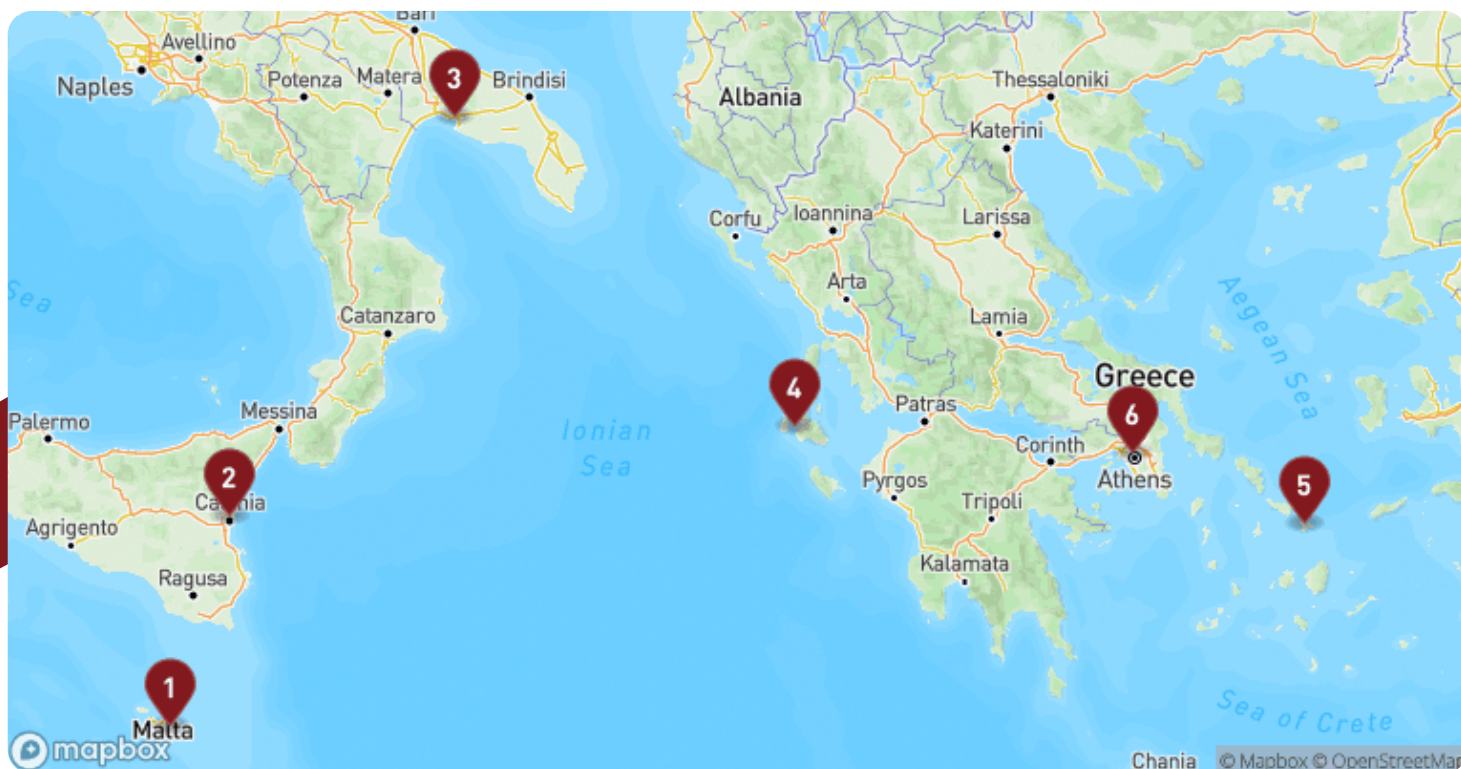 Bari
Avellino
Naples
Potenza
Matera
3
Brindisi
Albania
Thessaloniki
Katerini
Corfu
Ioannina
Larissa
Arta
Sea
Catanzaro
Lamia
Aegean Sea
Greece
4
Patras
6
Messina
Palermo
Ionian
Sea
Corinth
Athens
2
Catania
Pyrgos
Tripoli
5
Agrigento
Ragusa
Kalamata
1
Malta
Sea of Crete
mapbox
Chania
© Mapbox © OpenStreetMap